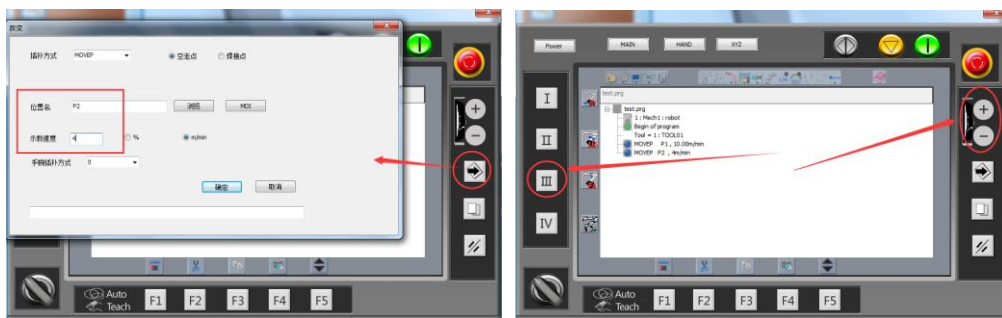 改变
插补方式 MOVEP 空走点 焊接点
位置名 P2 浏览 MDI
示教速度 4 % m/min
手腕插补方式 0
确定 取消
Auto
Teach
F1 F2 F3 F4 F5
Power MAIN HAND XYZ
I
II
III
IV
test.prg
test.prg
1 : Mech1 : robot
Begin of program
Tool = 1 : TOOL01
MOVEP P1 , 10.00m/min
MOVEP P2 , 4m/min
Auto
Teach
F1 F2 F3 F4 F5